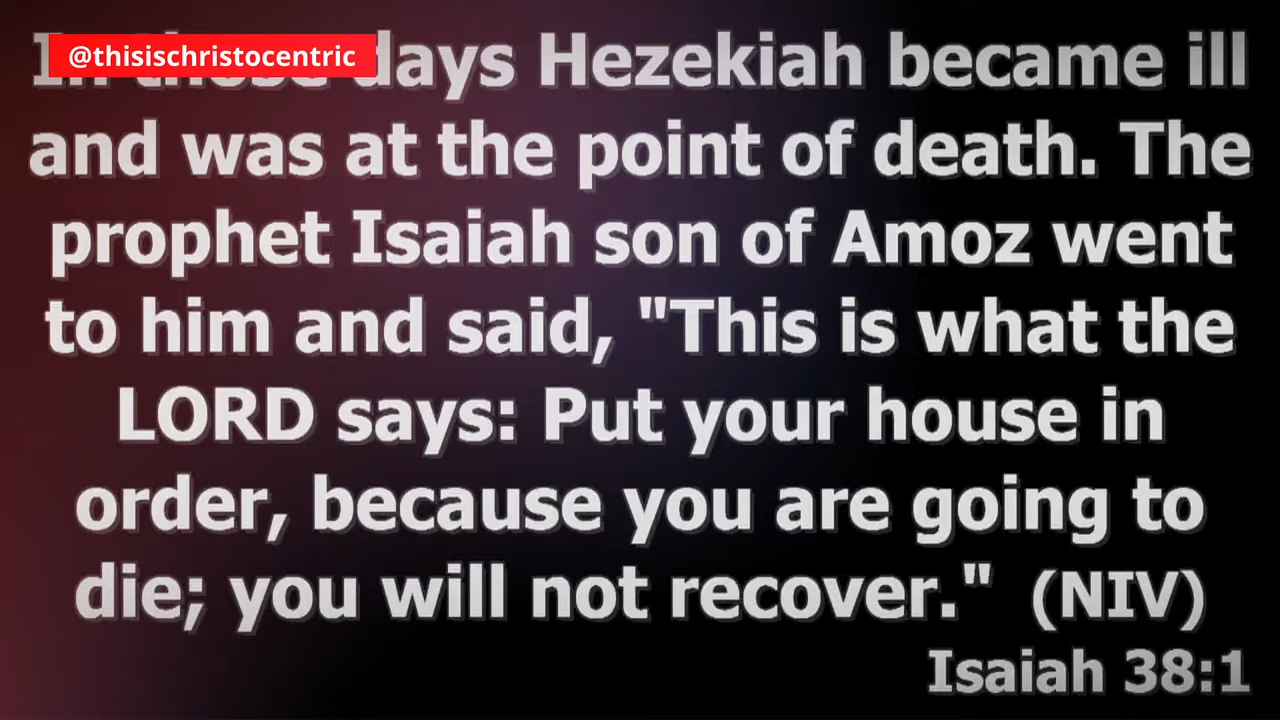 @thisischristocentric
In those days Hezekiah became ill
and was at the point of death. The
prophet Isaiah son of Amoz went
to him and said, "This is what the
LORD says: Put your house in
order, because you are going to
die; you will not recover." (NIV)
Isaiah 38:1